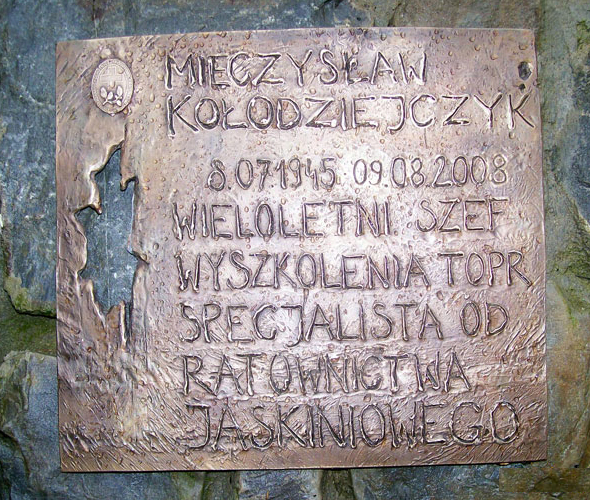 MIECZYSŁAW
KOŁODZIEJCZYK
8.07.1945 09.08.2008
WIELOLETNI SZEF
WYSZKOLENIA TOPR
SPECJALISTA OD
RATOWNICTWA
JASKINIOWEGO